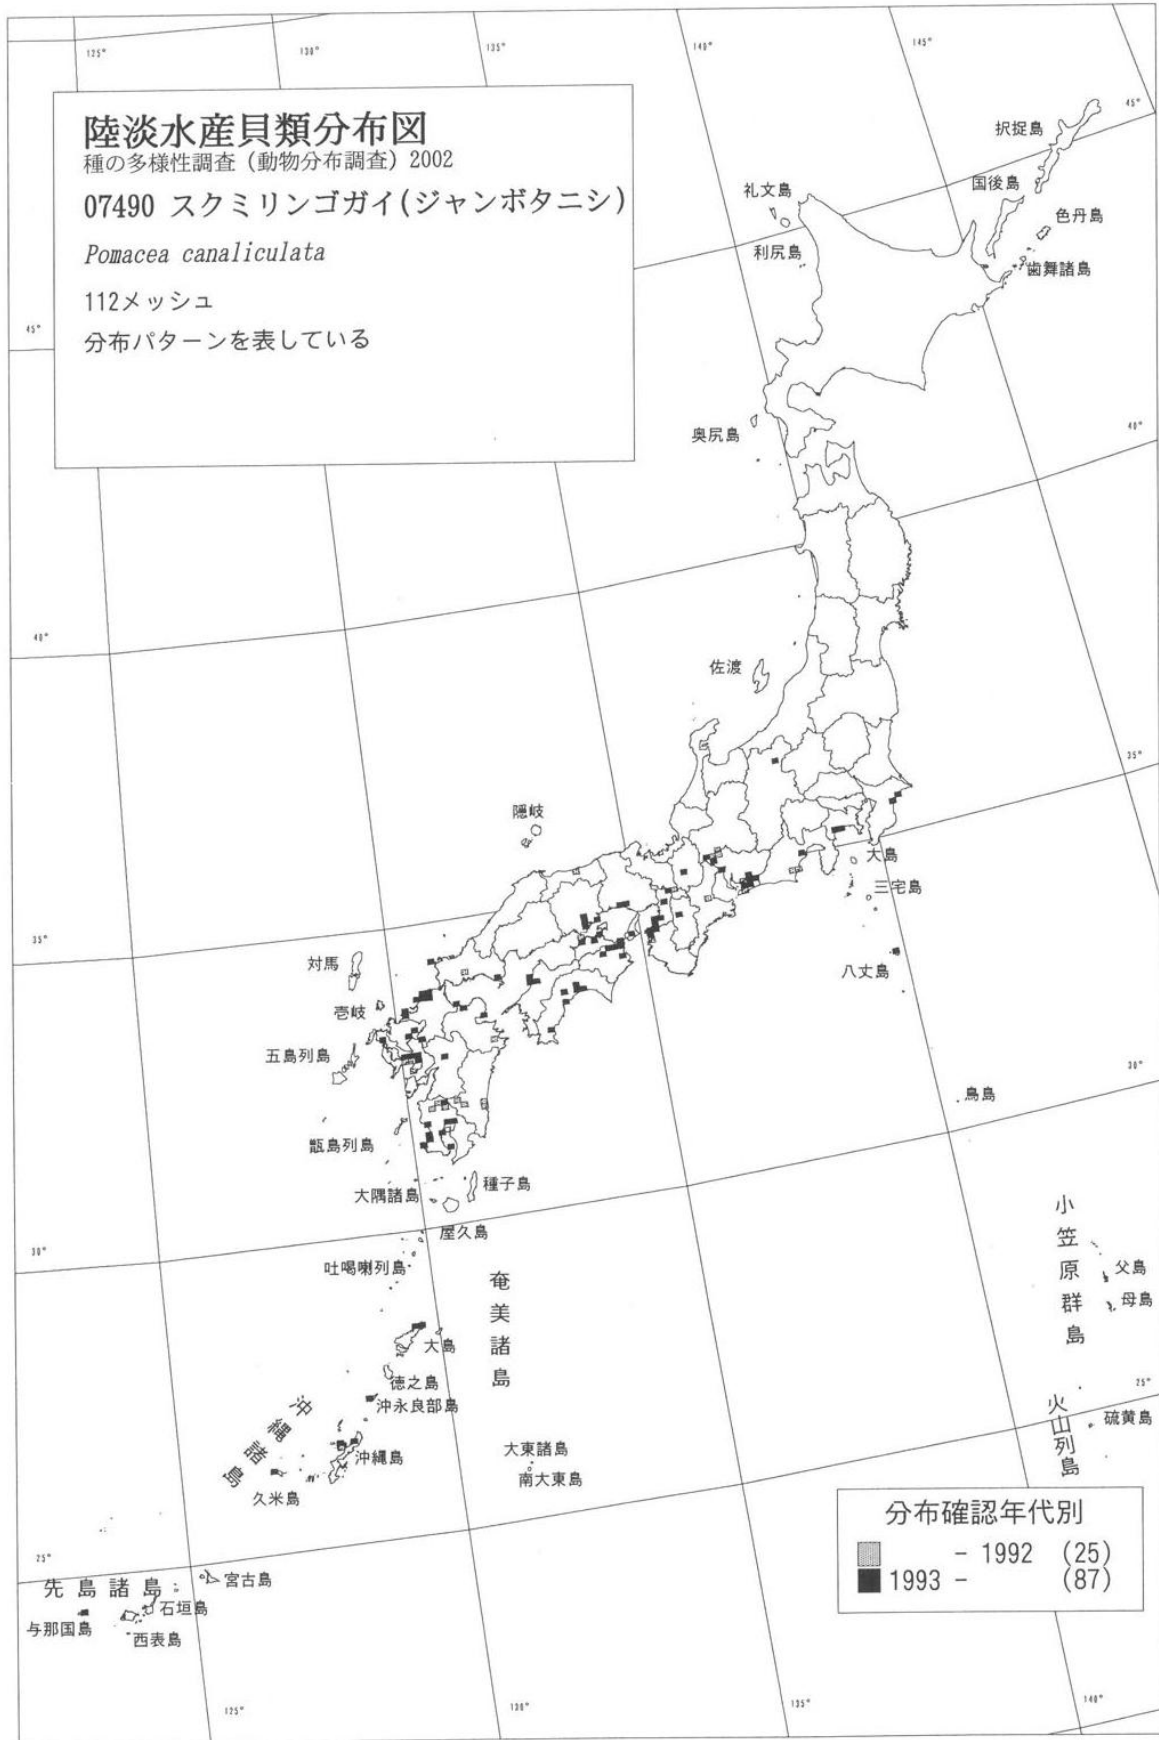 125°
130°
135°
140°
145°
陸淡水産貝類分布図
種の多様性調査（動物分布調査）2002
07490 スクミリンゴガイ(ジャンボタニシ)
Pomacea canaliculata
112メッシュ
分布パターンを表している
45°
択捉島
国後島
礼文島
色丹島
利尻島
歯舞諸島
45°
奥尻島
40°
40°
佐渡
35°
隠岐
大島
三宅島
35°
対馬
八丈島
壱岐
五島列島
30°
鳥島
甑島列島
大隅諸島
種子島
屋久島
30°
吐喝喇列島
小笠原群島
父島
母島
奄美諸島
大島
徳之島
沖永良部島
25°
火山列島
硫黄島
沖縄諸島
沖縄島
大東諸島
南大東島
久米島
分布確認年代別
- 1992 (25)
1993 - (87)
25°
先島諸島
宮古島
石垣島
与那国島
西表島
125°
130°
135°
140°